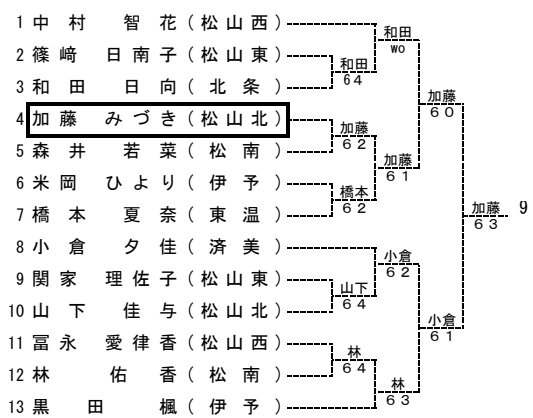 1 中村 智花 (松山西)
和田
wo
2 篠﨑 日南子 (松山東)
和田
64
3 和田 日向 (北条)
加藤
60
4 加藤 みづき (松山北)
加藤
62
5 森井 若菜 (松南)
加藤
61
6 米岡 ひより (伊予)
橋本
62
7 橋本 夏奈 (東温)
加藤 9
63
8 小倉 夕佳 (済美)
小倉
62
9 関家 理佐子 (松山東)
山下
64
10 山下 佳与 (松山北)
小倉
61
11 冨永 愛律香 (松山西)
林
64
12 林 佑香 (松南)
林
63
13 黒田 楓 (伊予)